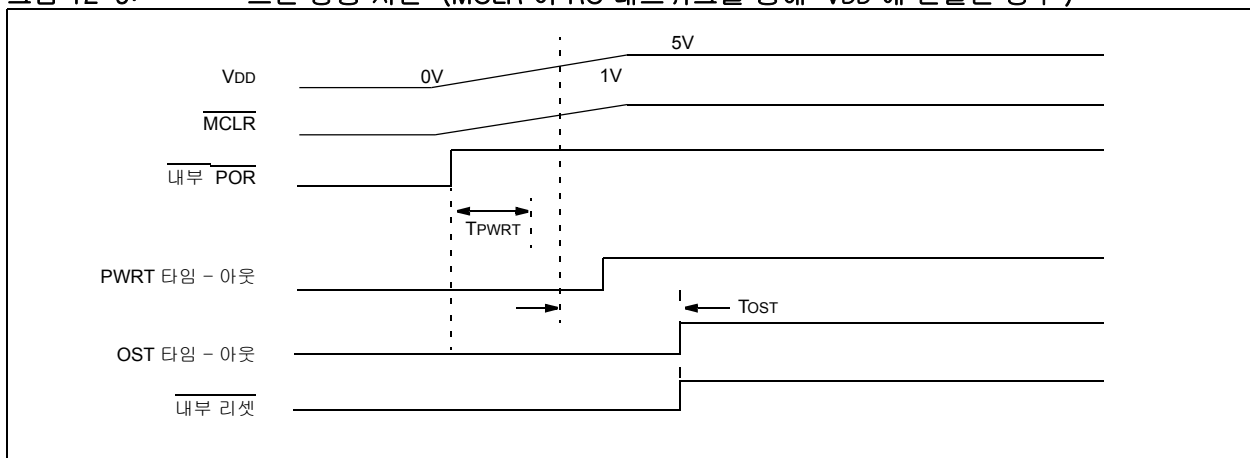 5V
VDD 0V 1V
MCLR
내부 POR
TPWRT
PWRT 타임 - 아웃
TOST
OST 타임 - 아웃
내부 리셋